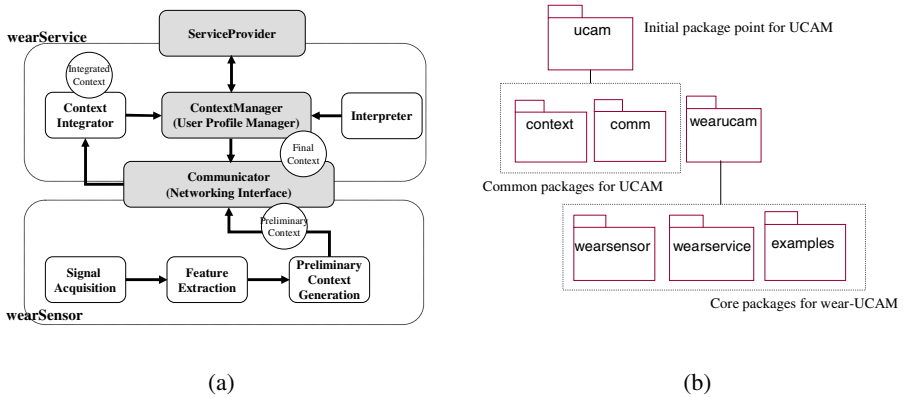 wearService
ServiceProvider
Integrated
Context
Context
Integrator
ContextManager
(User Profile Manager)
Interpreter
Final
Context
Communicator
(Networking Interface)
Preliminary
Context
Signal
Acquisition
Feature
Extraction
Preliminary
Context
Generation
wearSensor
(a)
ucam
Initial package point for UCAM
context
comm
wearucam
Common packages for UCAM
wearsensor
wearservice
examples
Core packages for wear-UCAM
(b)